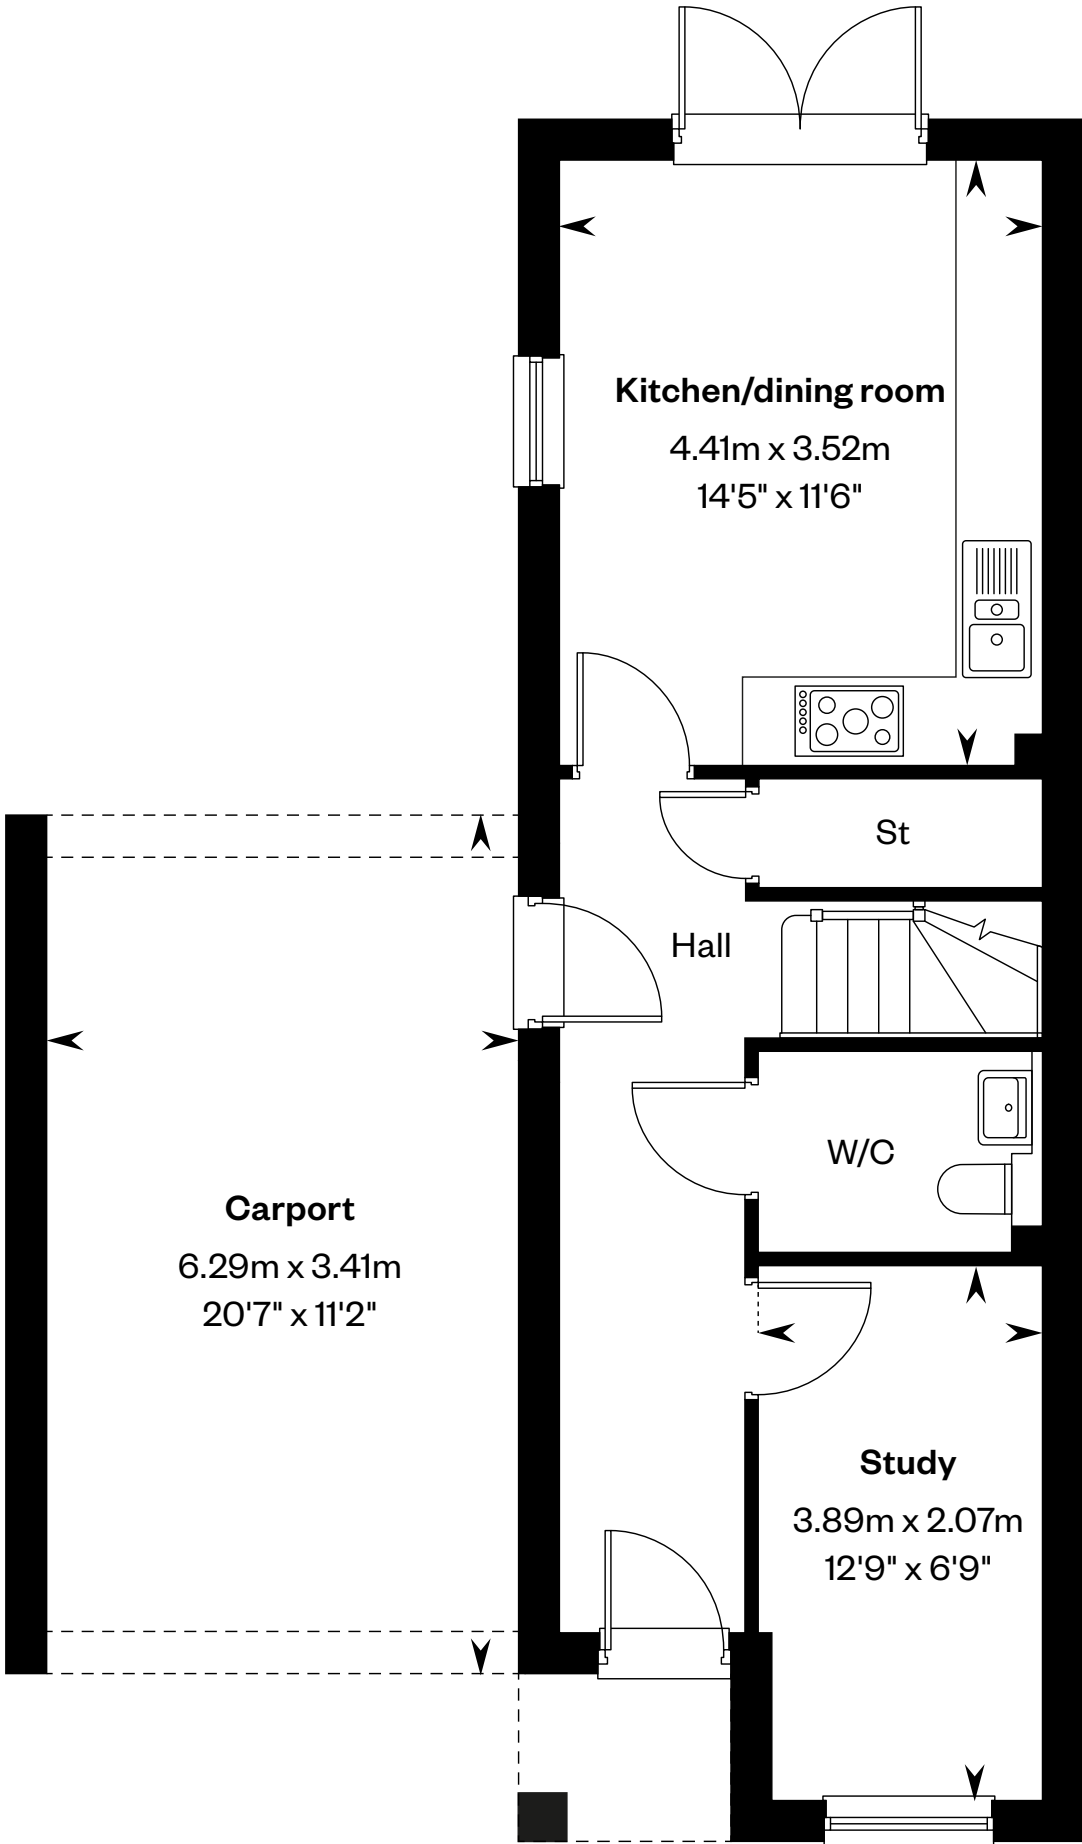 Kitchen/dining room
4.41m x 3.52m
14'5" x 11'6"
St
Hall
W/C
Carport
6.29m x 3.41m
20'7" x 11'2"
Study
3.89m x 2.07m
12'9" x 6'9"